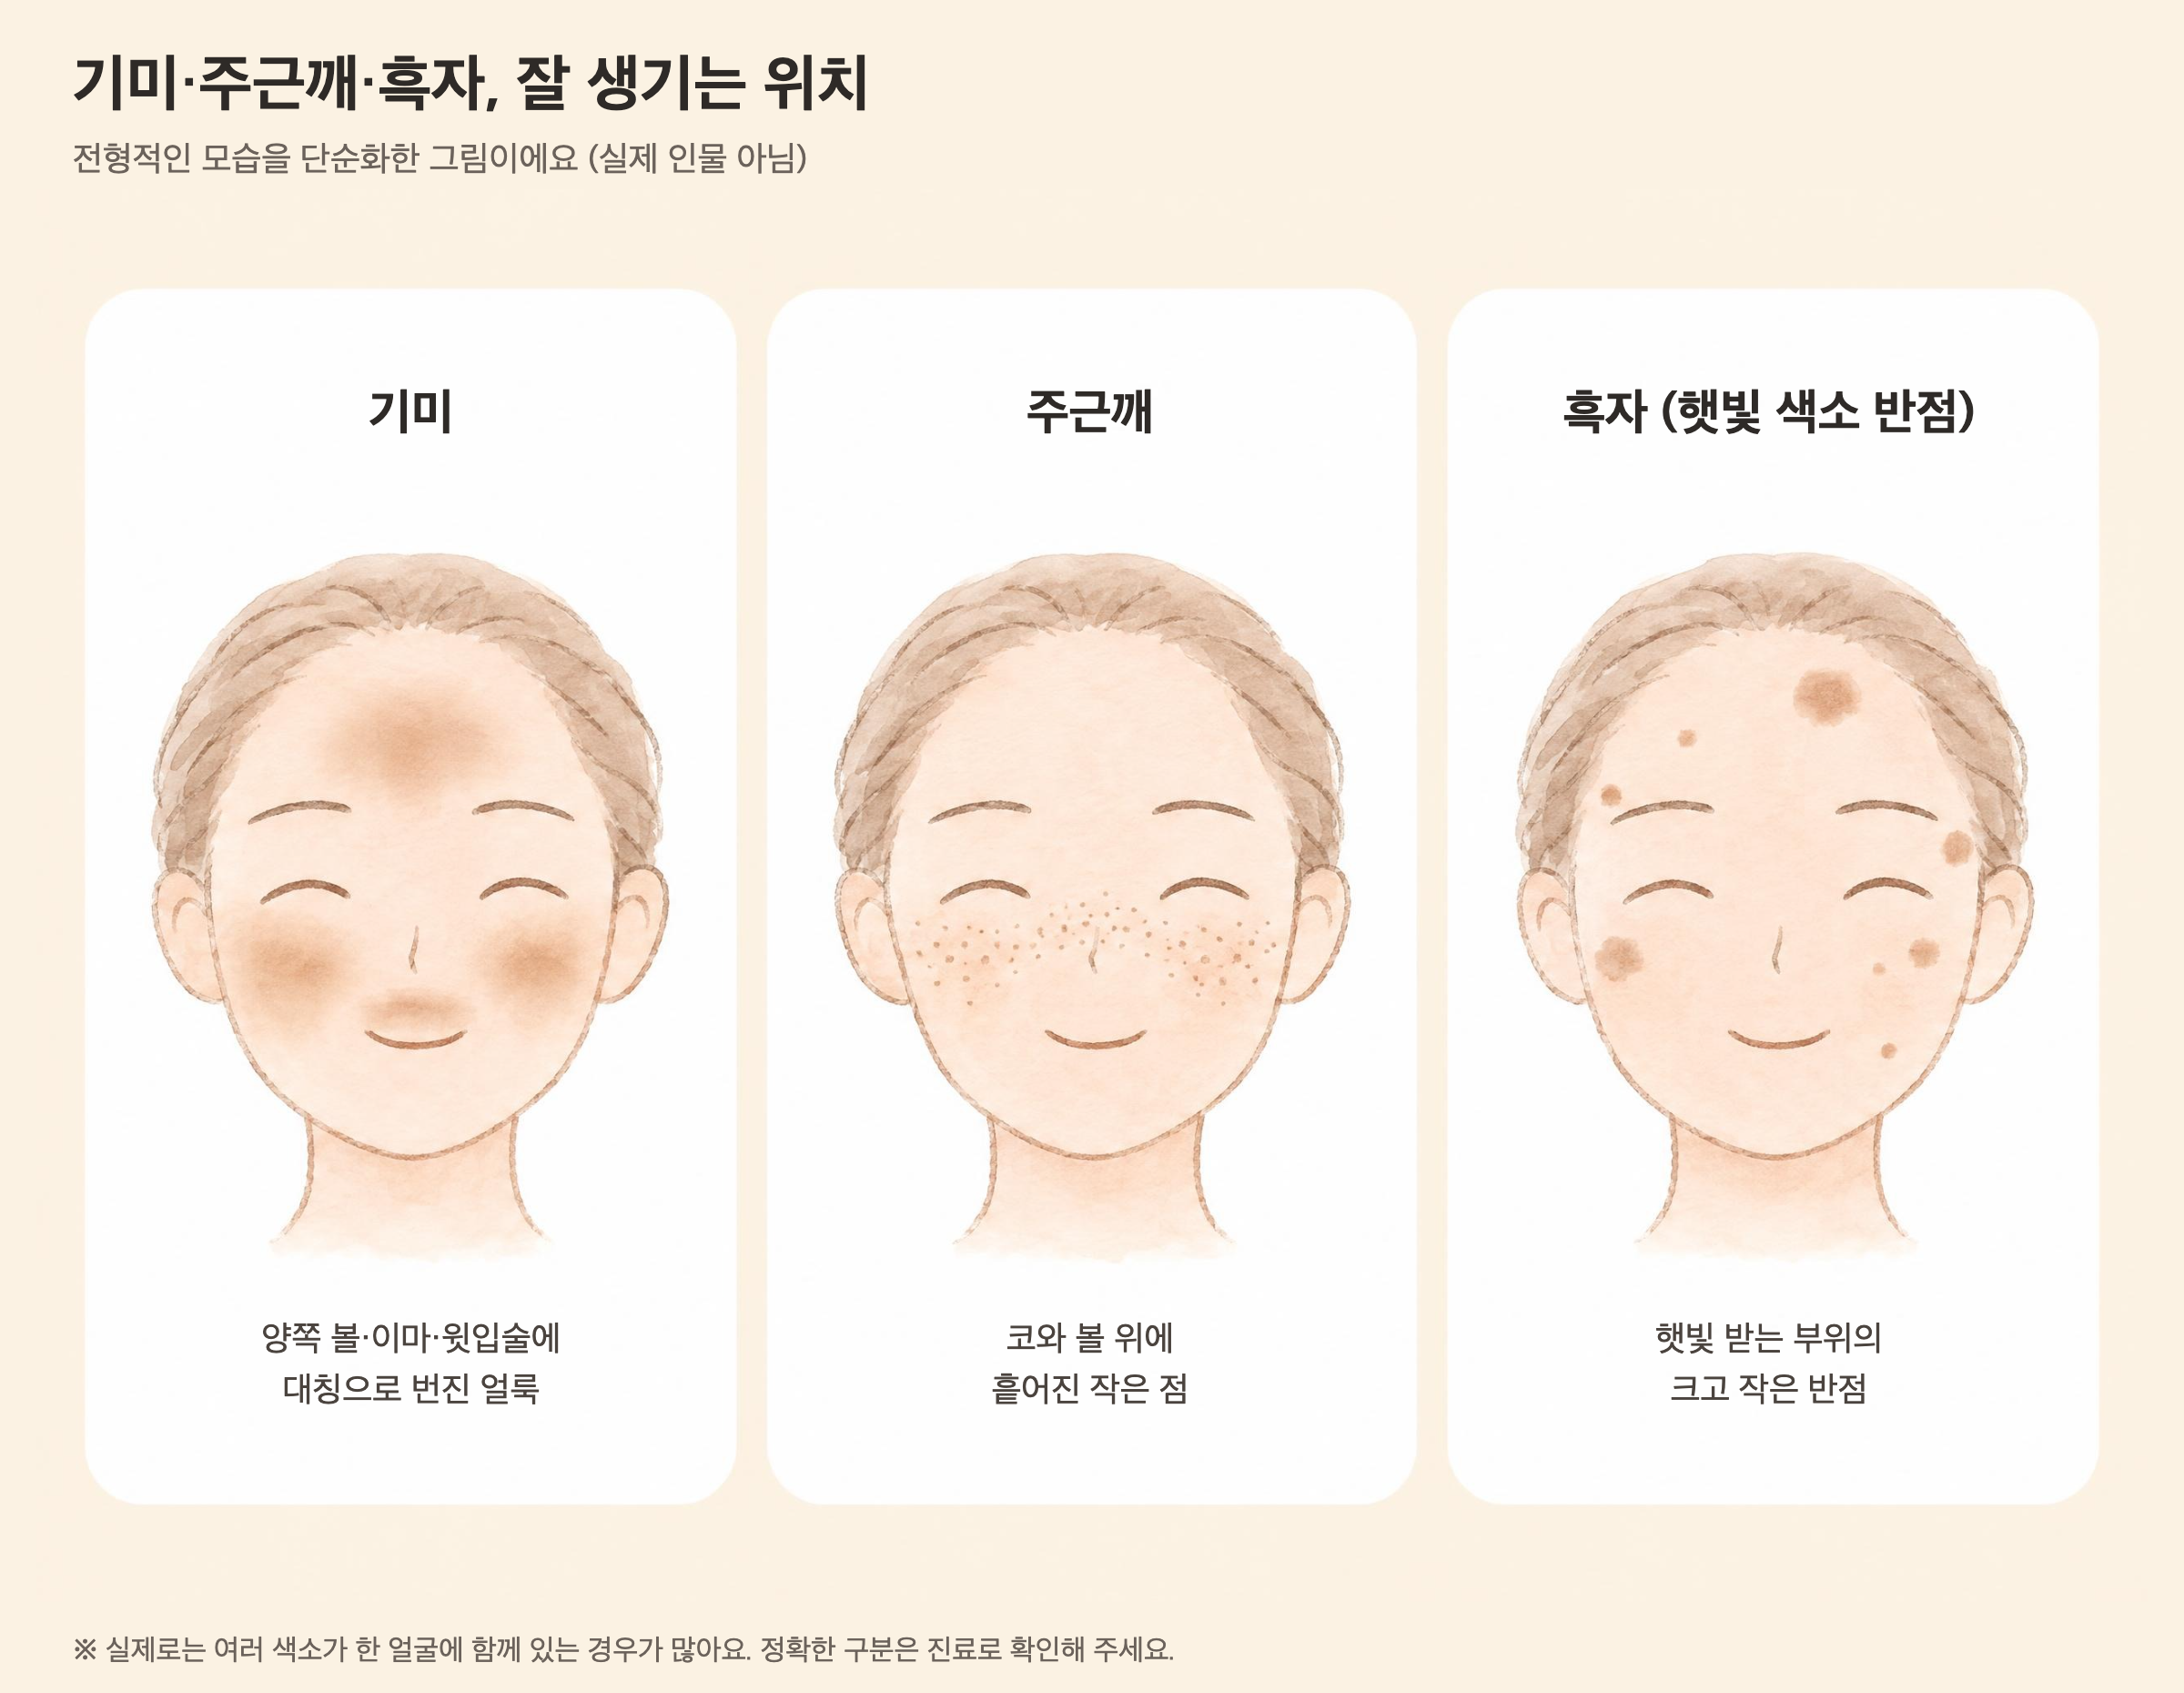 기미·주근깨·흑자, 잘 생기는 위치
전형적인 모습을 단순화한 그림이에요 (실제 인물 아님)
기미
주근깨
흑자 (햇빛 색소 반점)
양쪽 볼·이마·윗입술에
대칭으로 번진 얼룩
코와 볼 위에
흩어진 작은 점
햇빛 받는 부위의
크고 작은 반점
※ 실제로는 여러 색소가 한 얼굴에 함께 있는 경우가 많아요. 정확한 구분은 진료로 확인해 주세요.